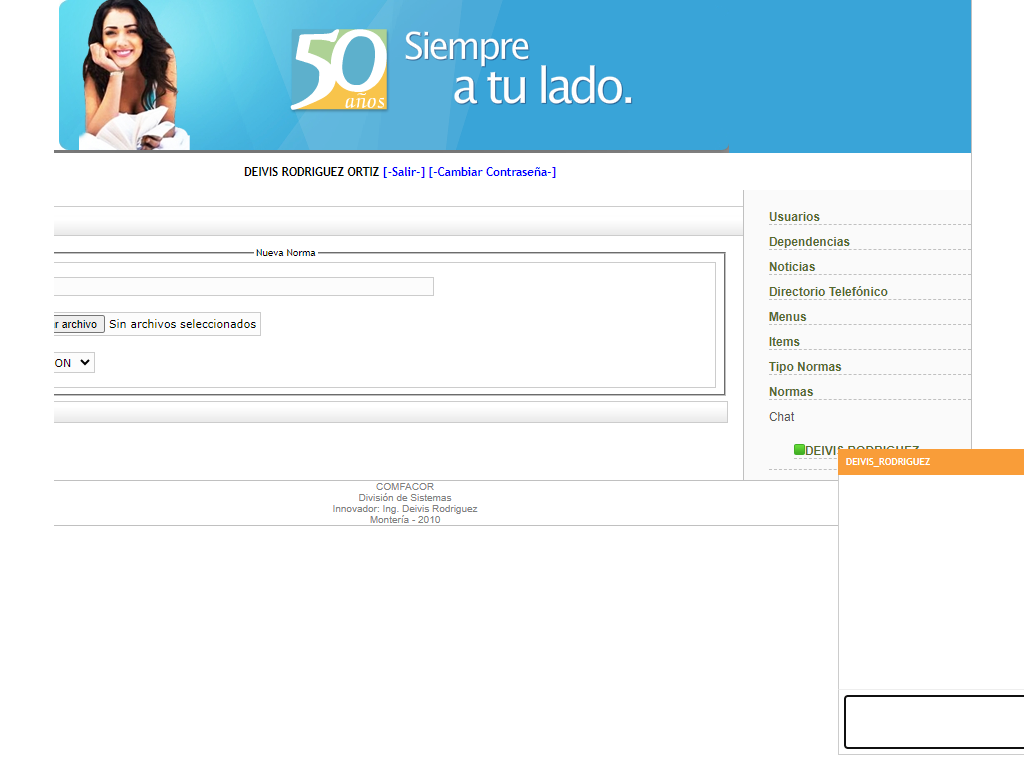 50
años
Siempre
a tu lado.
DEIVIS RODRIGUEZ ORTIZ [-Salir-] [-Cambiar Contraseña-]
Nueva Norma
r archivo Sin archivos seleccionados
ON
Usuarios
Dependencias
Noticias
Directorio Telefónico
Menus
Items
Tipo Normas
Normas
Chat
DEIVIS RODRIGUEZ
DEIVIS_RODRIGUEZ
COMFACOR
División de Sistemas
Innovador: Ing. Deivis Rodriguez
Montería - 2010